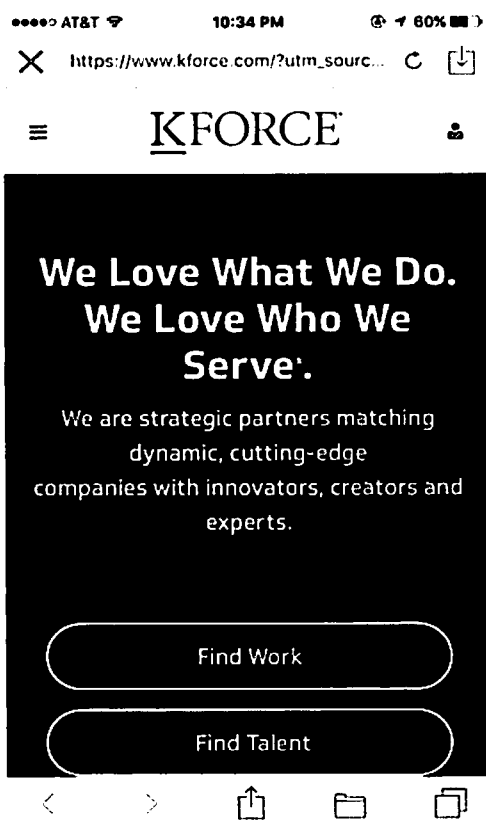 AT&T 10:34 PM 60%
https://www.kforce.com/?utm_sourc...
KFORCE
We Love What We Do.
We Love Who We
Serve.
We are strategic partners matching
dynamic, cutting-edge
companies with innovators, creators and
experts.
Find Work
Find Talent